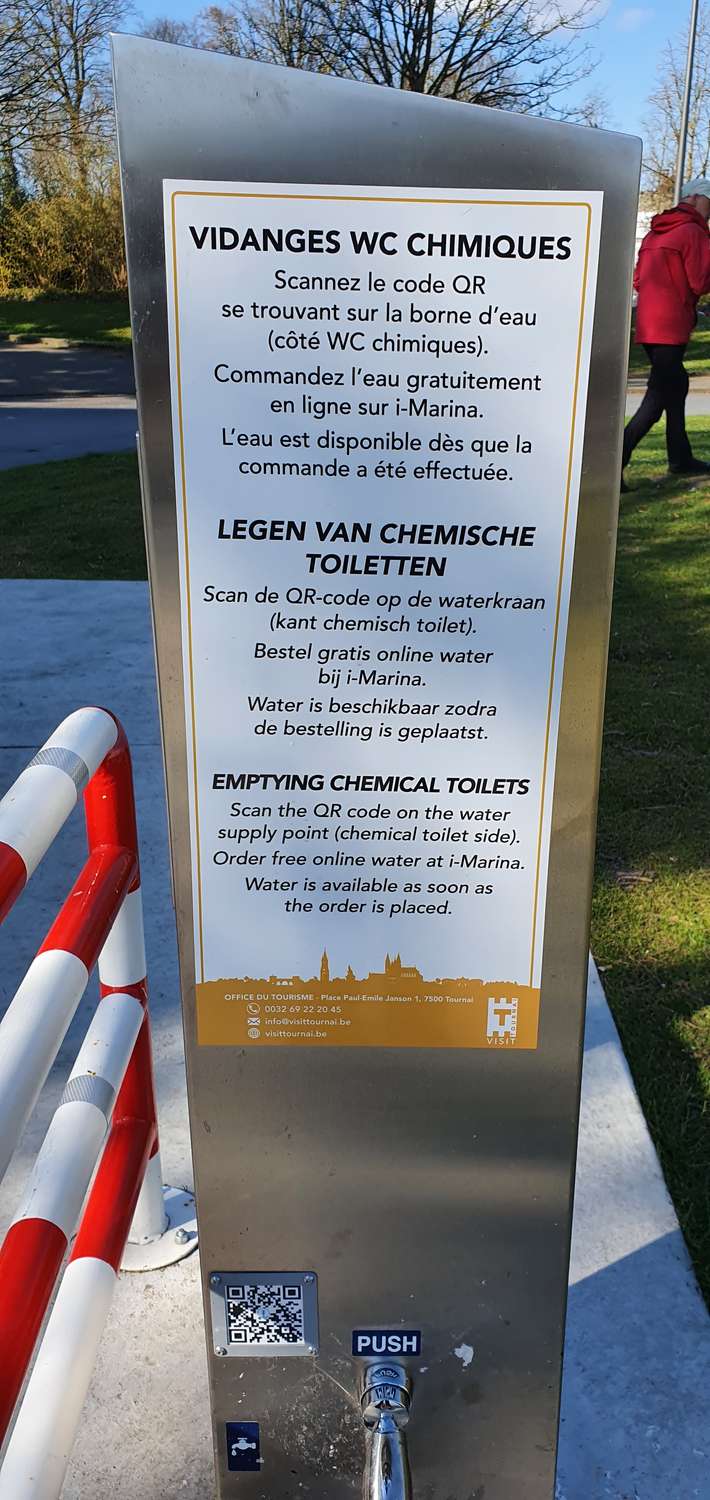 VIDANGES WC CHIMIQUES
Scannez le code QR
se trouvant sur la borne d'eau
(côté WC chimiques).
Commandez l'eau gratuitement
en ligne sur i-Marina.
L'eau est disponible dès que la
commande a été effectuée.
LEGEN VAN CHEMISCHE
TOILETTEN
Scan de QR-code op de waterkraan
(kant chemisch toilet).
Bestel gratis online water
bij i-Marina.
Water is beschikbaar zodra
de bestelling is geplaatst.
EMPTYING CHEMICAL TOILETS
Scan the QR code on the water
supply point (chemical toilet side).
Order free online water at i-Marina.
Water is available as soon as
the order is placed.
OFFICE DU TOURISME - Place Paul-Emile Janson 1, 7500 Tournai
0032 69 22 20 45
info@visittournai.be
visittournai.be
TOURNAI
VISIT
PUSH